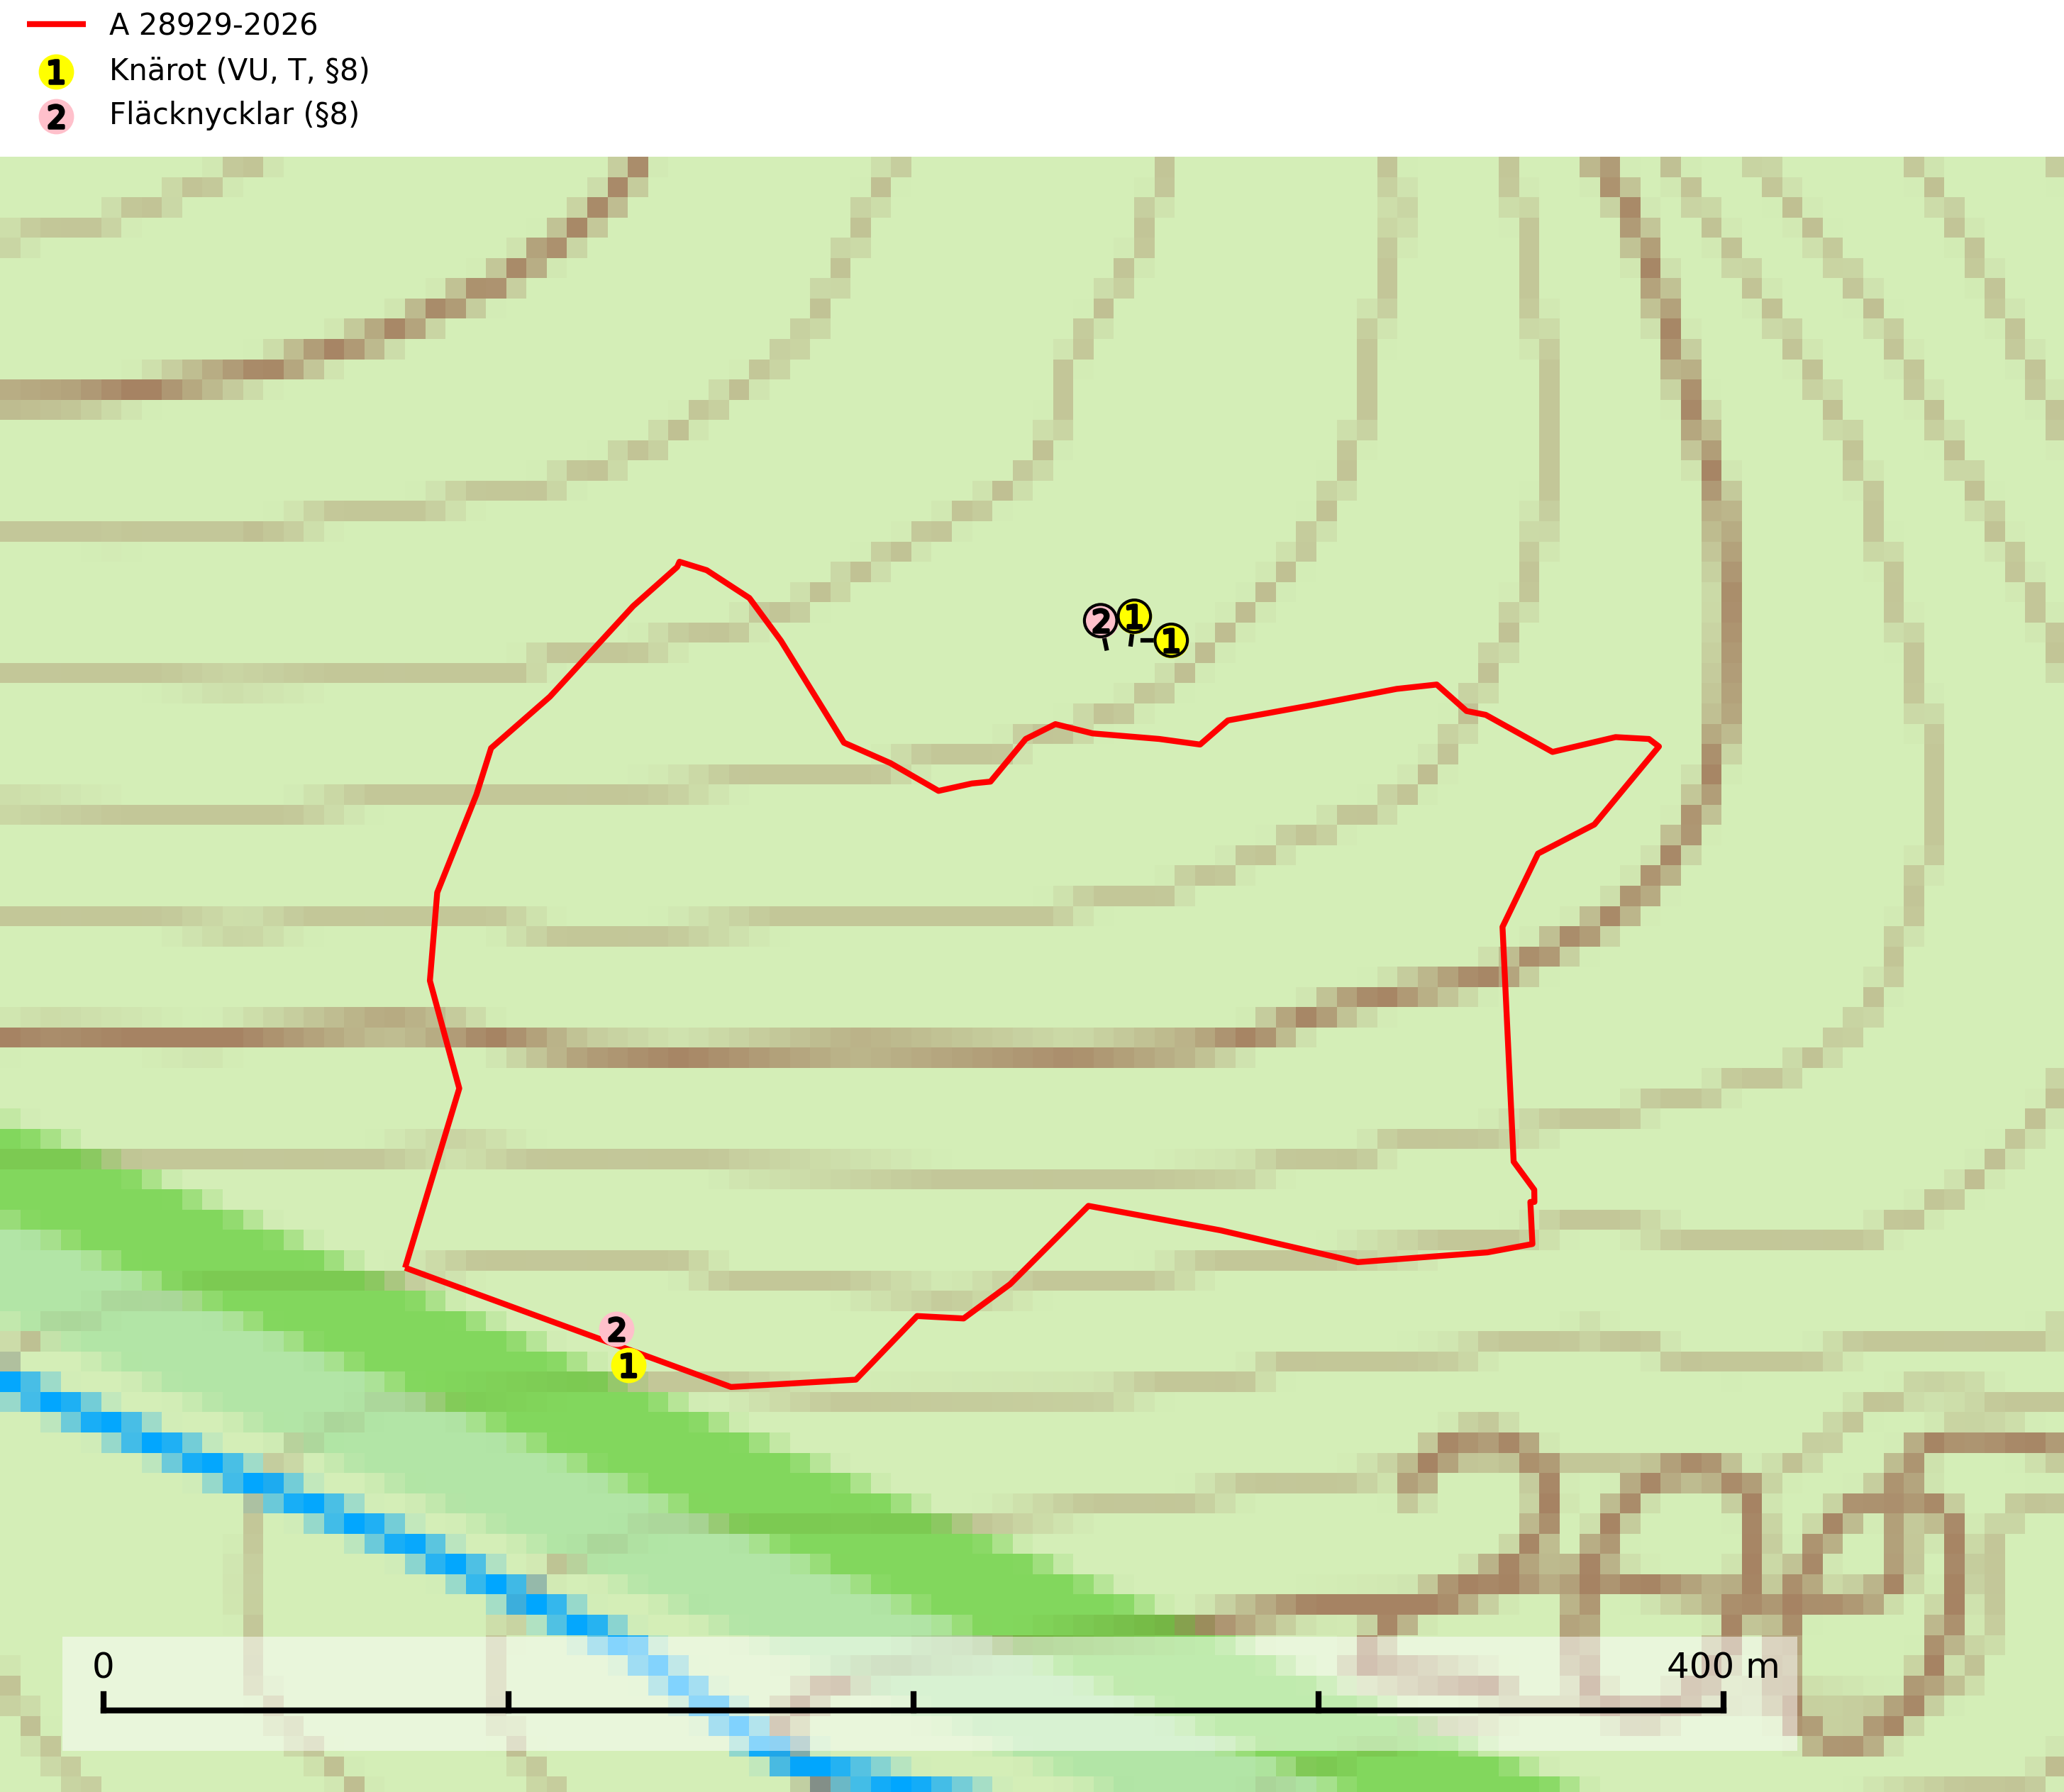 A 28929-2026
1 Knärot (VU, T, §8)
2 Fläcknycklar (§8)
2 1 1
2
1
0 400 m